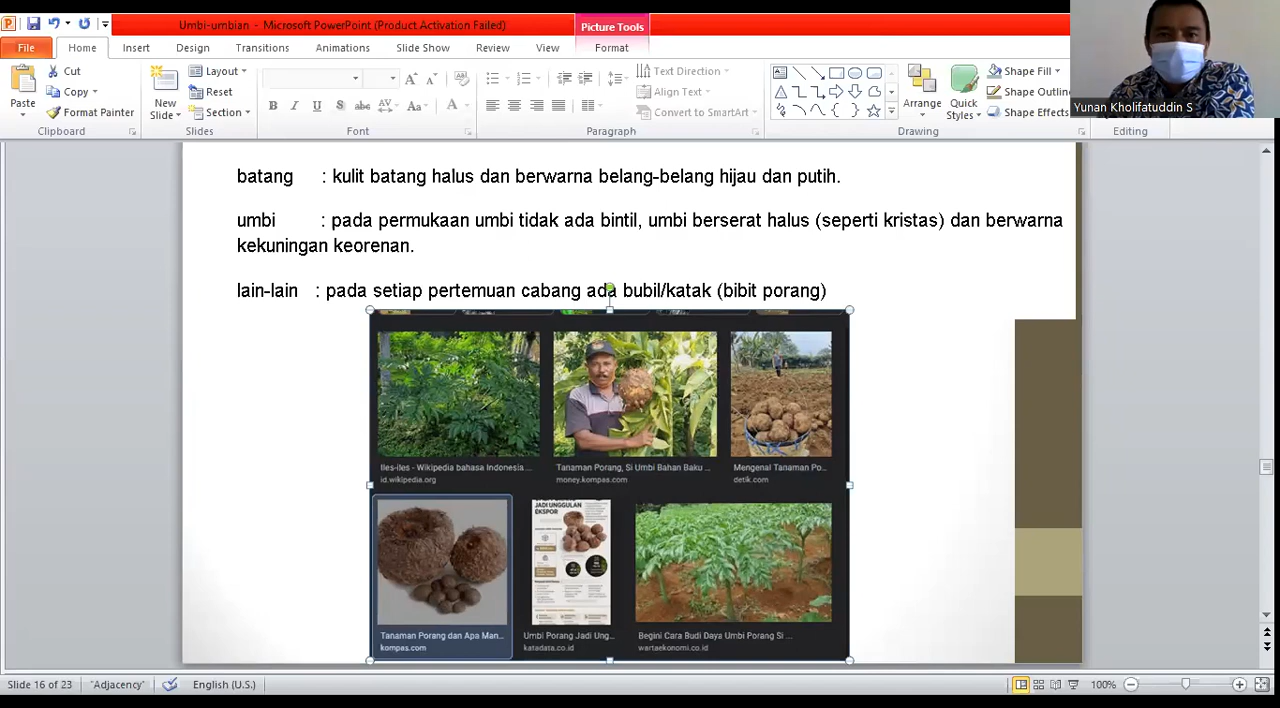 Umbi-umbian - Microsoft PowerPoint (Product Activation Failed)
Picture Tools
File Home Insert Design Transitions Animations Slide Show Review View Format
Paste
Cut
Copy
Format Painter
Clipboard
New Slide
Layout
Reset
Section
Slides
B I U S abc AV Aa A
Font
Text Direction
Align Text
Convert to SmartArt
Paragraph
Arrange
Quick Styles
Shape Fill
Shape Outlin
Shape Effects
Drawing
Editing
Yunan Kholifatuddin S
batang : kulit batang halus dan berwarna belang-belang hijau dan putih.
umbi : pada permukaan umbi tidak ada bintil, umbi berserat halus (seperti kristas) dan berwarna
kekuningan keorenan.
lain-lain : pada setiap pertemuan cabang ada bubil/katak (bibit porang)
Iles-iles - Wikipedia bahasa Indonesia...
id.wikipedia.org
Tanaman Porang, Si Umbi Bahan Baku ...
money.kompas.com
Mengenal Tanaman Po...
detik.com
JADI UNGGULAN
EKSPOR
Tanaman Porang dan Apa Man...
kompas.com
Umbi Porang Jadi Ung...
katadata.co.id
Begini Cara Budi Daya Umbi Porang Si ...
wartaekonomi.co.id
Slide 16 of 23 "Adjacency" English (U.S.) 100%